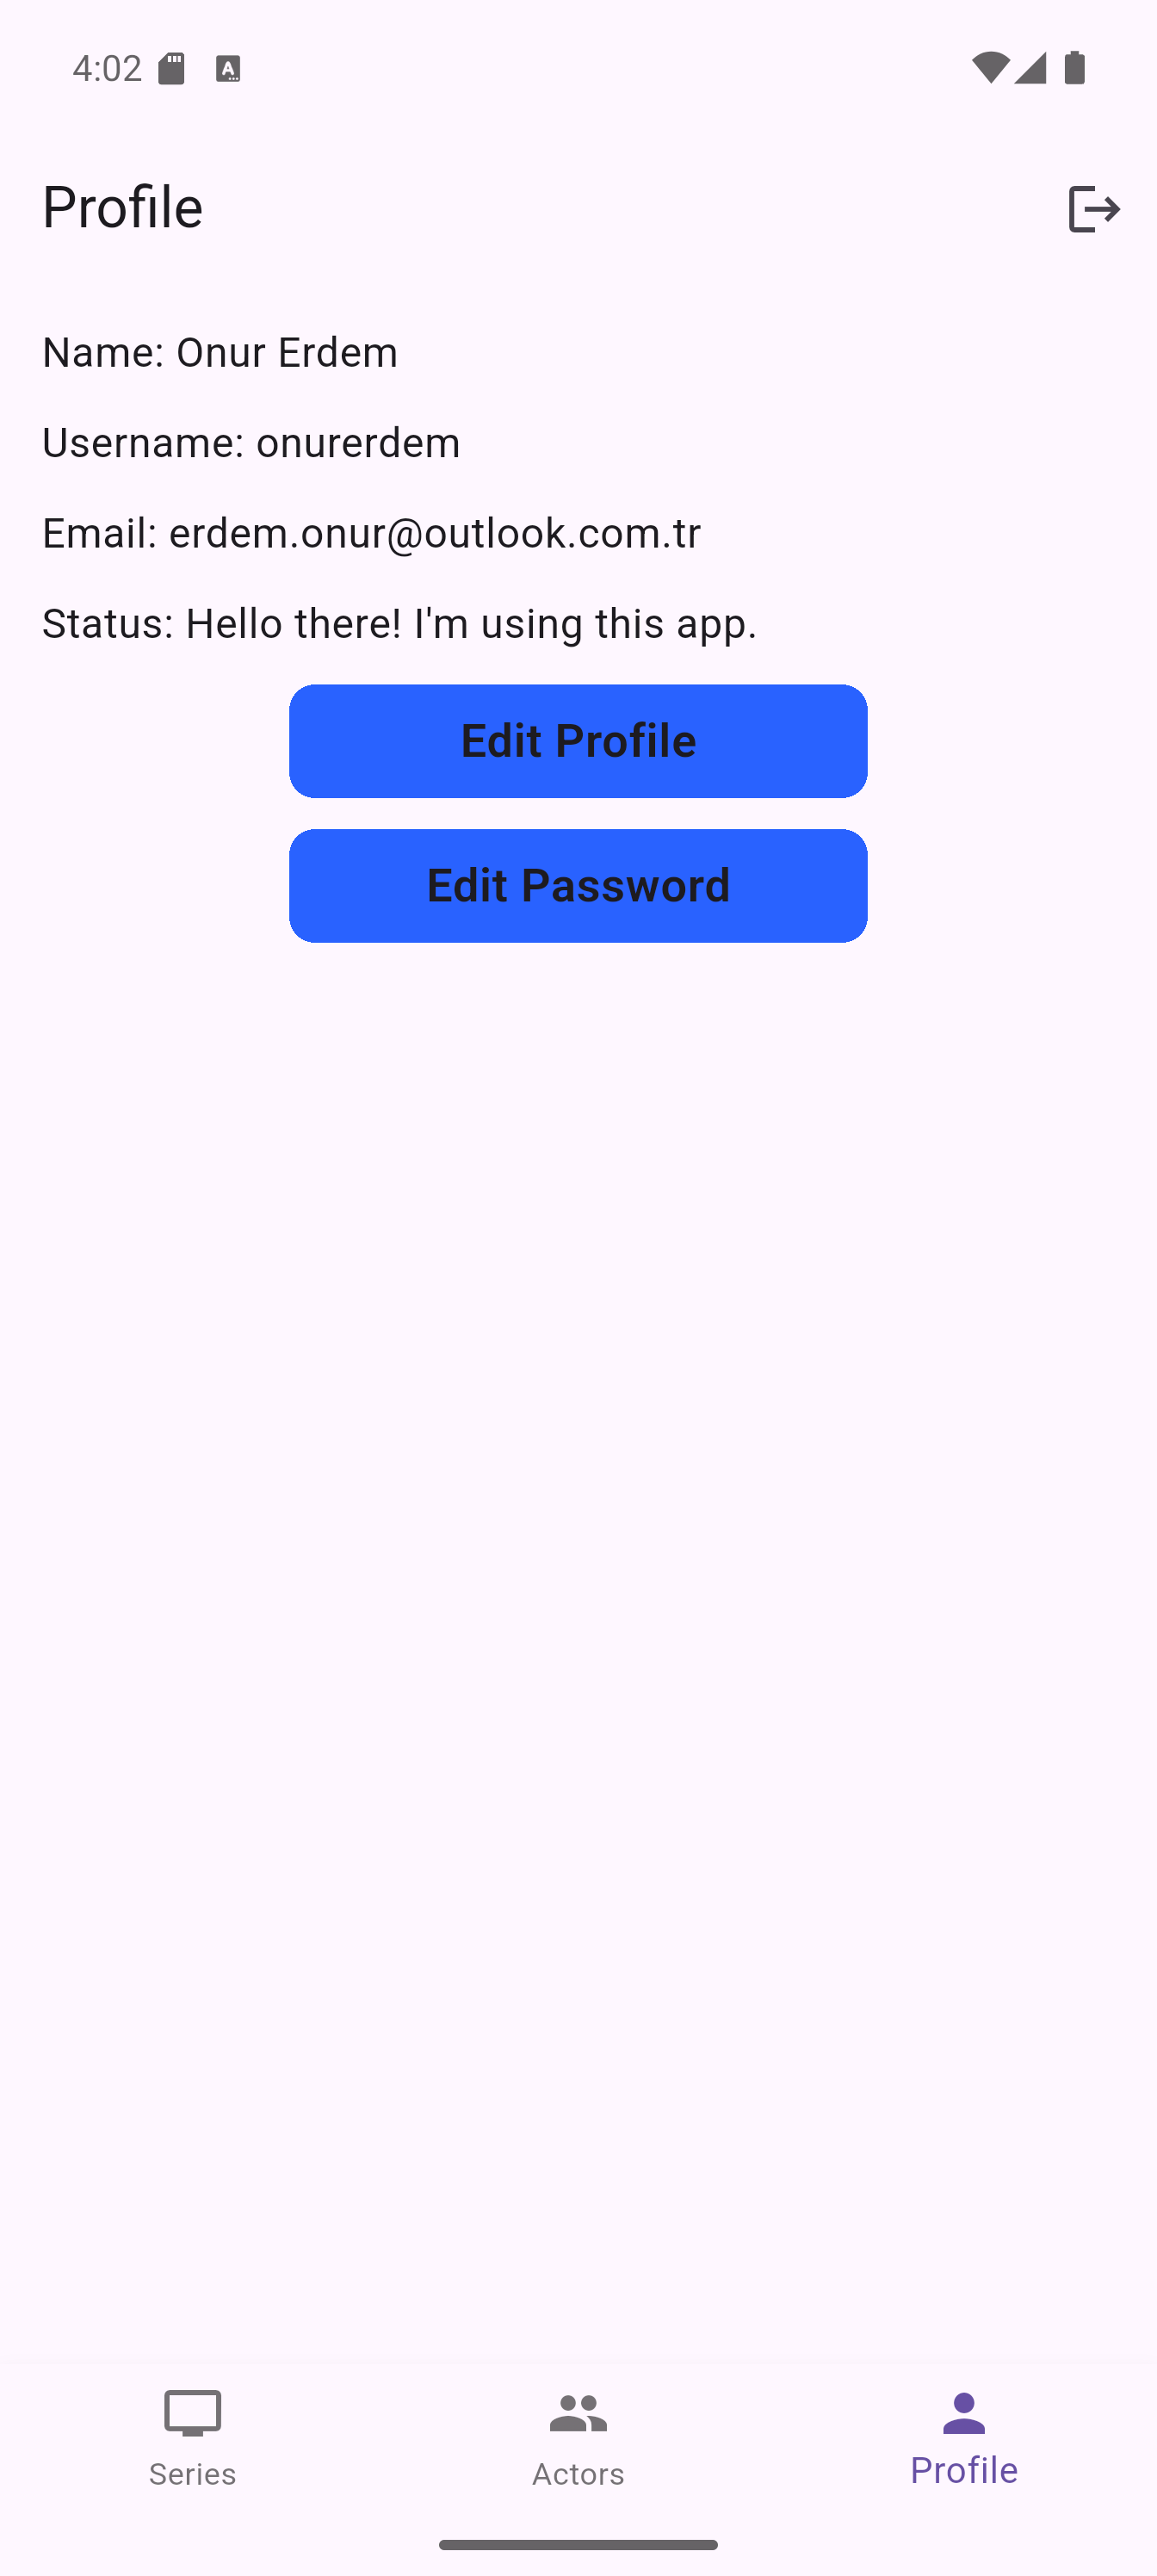 4:02
Profile
Name: Onur Erdem
Username: onurerdem
Email: erdem.onur@outlook.com.tr
Status: Hello there! I'm using this app.
Edit Profile
Edit Password
Series
Actors
Profile